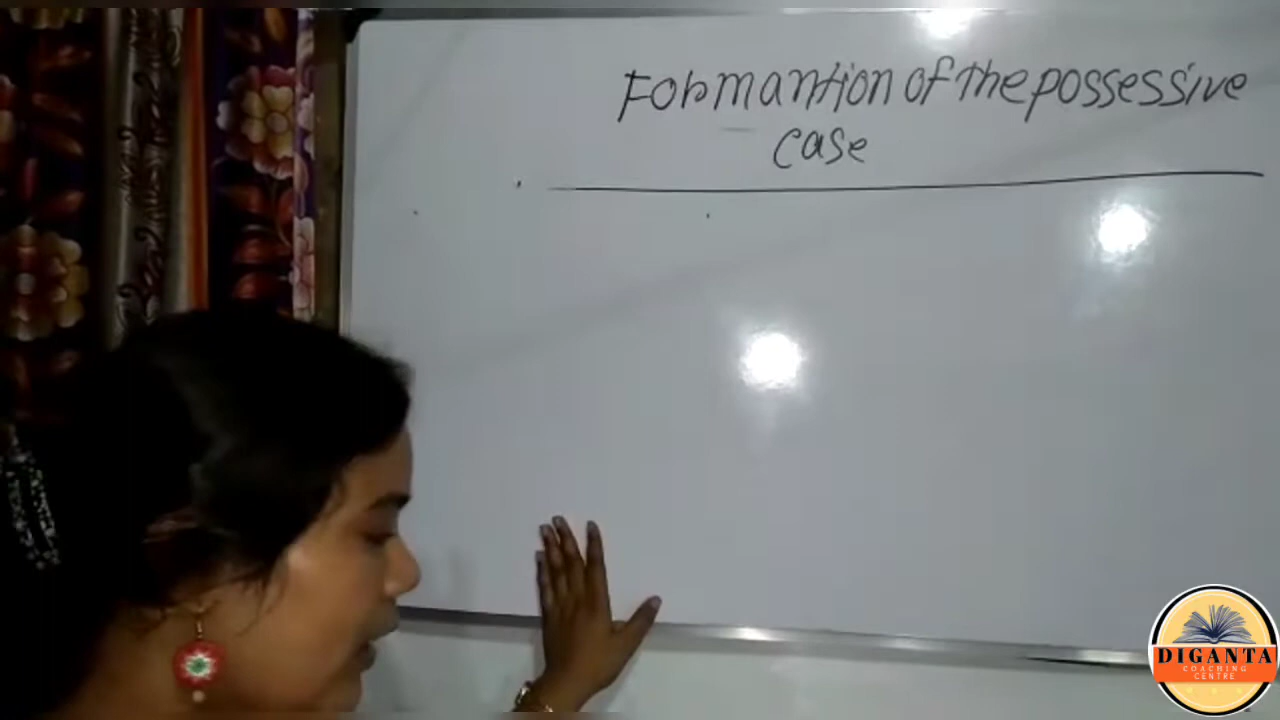 Formantion of the possessive
case
DIGANTA
COACHING
CENTRE